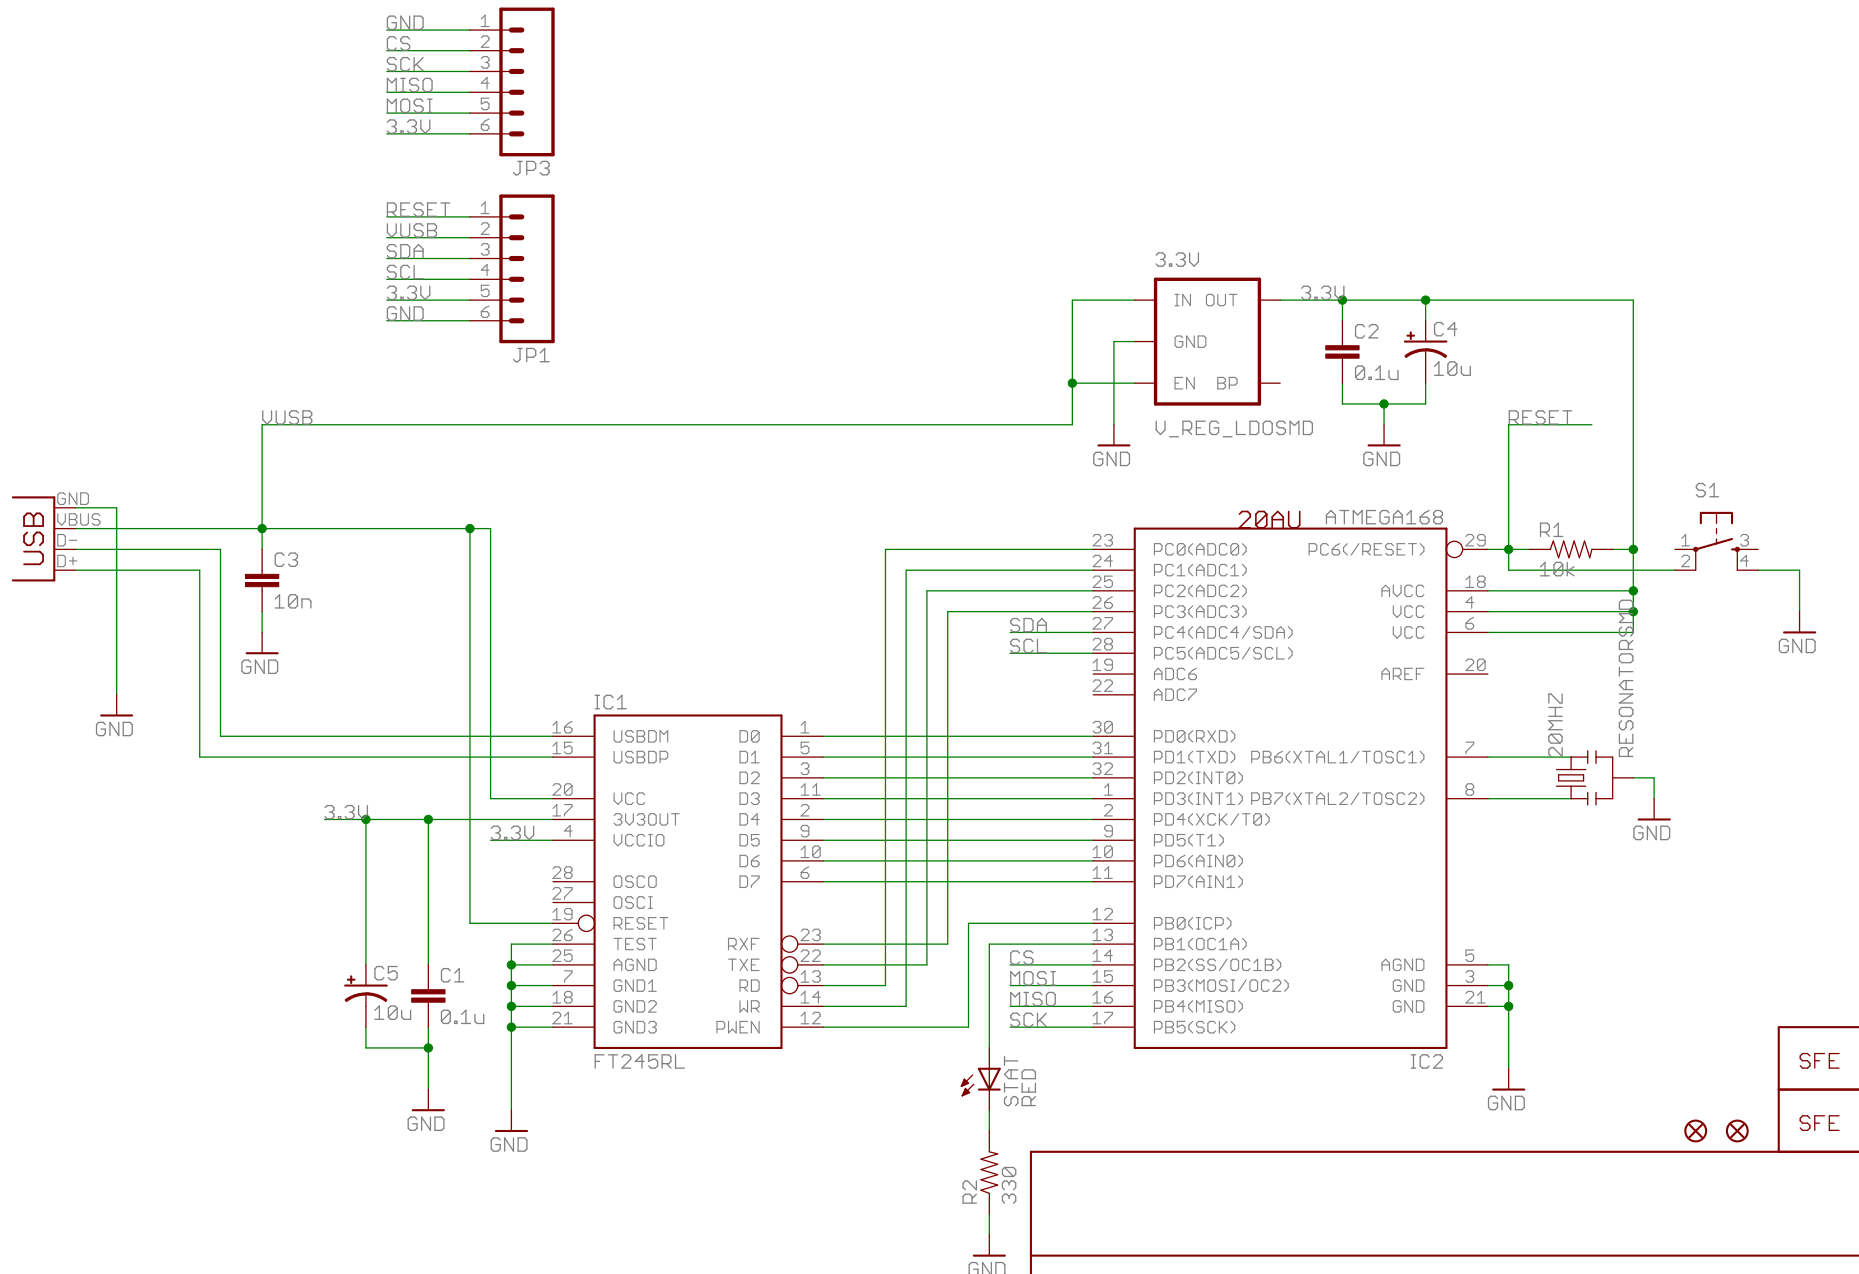 GND 1
CS 2
SCK 3
MISO 4
MOSI 5
3.3V 6
JP3
RESET 1
VUSB 2
SDA 3
SCL 4
3.3V 5
GND 6
JP1
3.3V
IN OUT
GND
EN BP
V_REG_LDOSMD
GND
3.3V
C2
0.1u
C4
10u
GND
VUSB
USB
GND
VBUS
D-
D+
GND
C3
10n
GND
RESET
R1
10k
S1
1 3
2 4
GND
20AU ATMEGA168
23 PC0(ADC0) PC6(/RESET) 29
24 PC1(ADC1)
25 PC2(ADC2) AVCC 18
26 PC3(ADC3) VCC 4
SDA 27 PC4(ADC4/SDA) VCC 6
SCL 28 PC5(ADC5/SCL)
19 ADC6 AREF 20
22 ADC7
30 PD0(RXD)
31 PD1(TXD) PB6(XTAL1/TOSC1) 7
32 PD2(INT0)
1 PD3(INT1) PB7(XTAL2/TOSC2) 8
2 PD4(XCK/T0)
9 PD5(T1)
10 PD6(AIN0)
11 PD7(AIN1)
12 PB0(ICP)
13 PB1(OC1A)
CS 14 PB2(SS/OC1B) AGND 5
MOSI 15 PB3(MOSI/OC2) GND 3
MISO 16 PB4(MISO) GND 21
SCK 17 PB5(SCK)
IC2
GND
20MHZ
RESONATORSMD
GND
IC1
16 USBDM D0 1
15 USBDP D1 5
D2 3
20 VCC D3 11
17 3V3OUT D4 2
4 VCCIO D5 9
D6 10
28 OSCO D7 6
27 OSCI
19 RESET
26 TEST RXF 23
25 AGND TXE 22
7 GND1 RD 13
18 GND2 WR 14
21 GND3 PWEN 12
FT245RL
3.3V
3.3V
C5
10u
C1
0.1u
GND
GND
STAT
RED
R2
330
GND
SFE
SFE